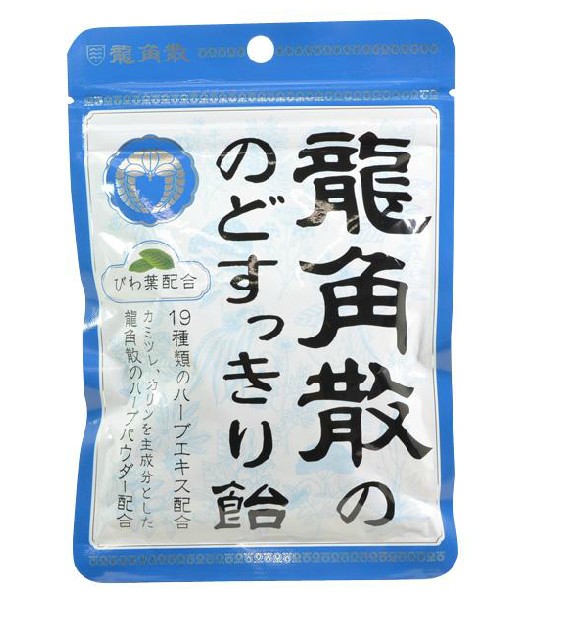 龍角散
龍角散の
のどすっきり飴
びわ葉配合
19種類のハーブエキス配合
カミツレ、カリンを主成分とした
龍角散のハーブパウダー配合